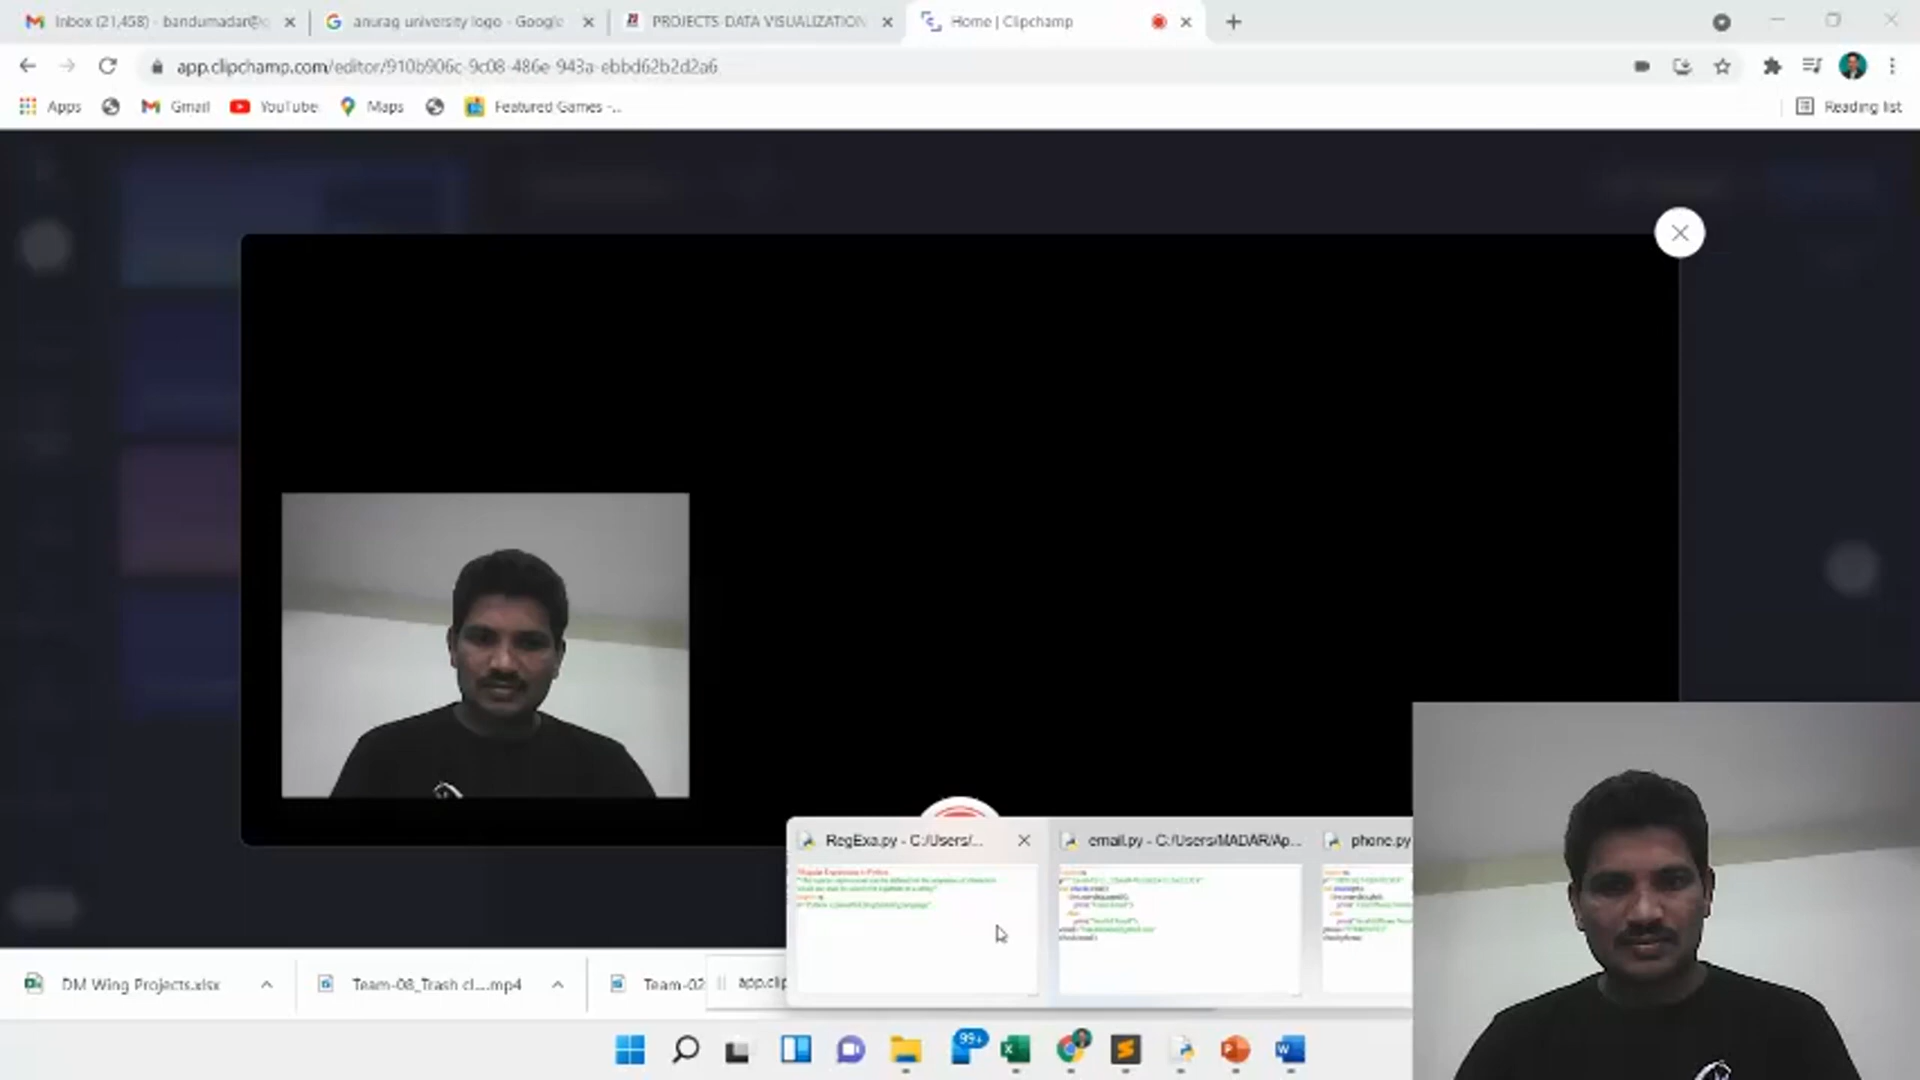 Inbox (21,458) - bandumadar@g
anurag university logo - Google
PROJECTS-DATA VISUALIZATION
Home | Clipchamp
app.clipchamp.com/editor/910b906c-9c08-486e-943a-ebbd62b2d2a6
Apps
Gmail
YouTube
Maps
Featured Games -...
Reading list
RegExa.py - C:/Users/...
email.py - C:/Users/MADAR/Ap...
phone.py
DM Wing Projects.xlsx
Team-08_Trash cl....mp4
Team-02
app.clip
99+